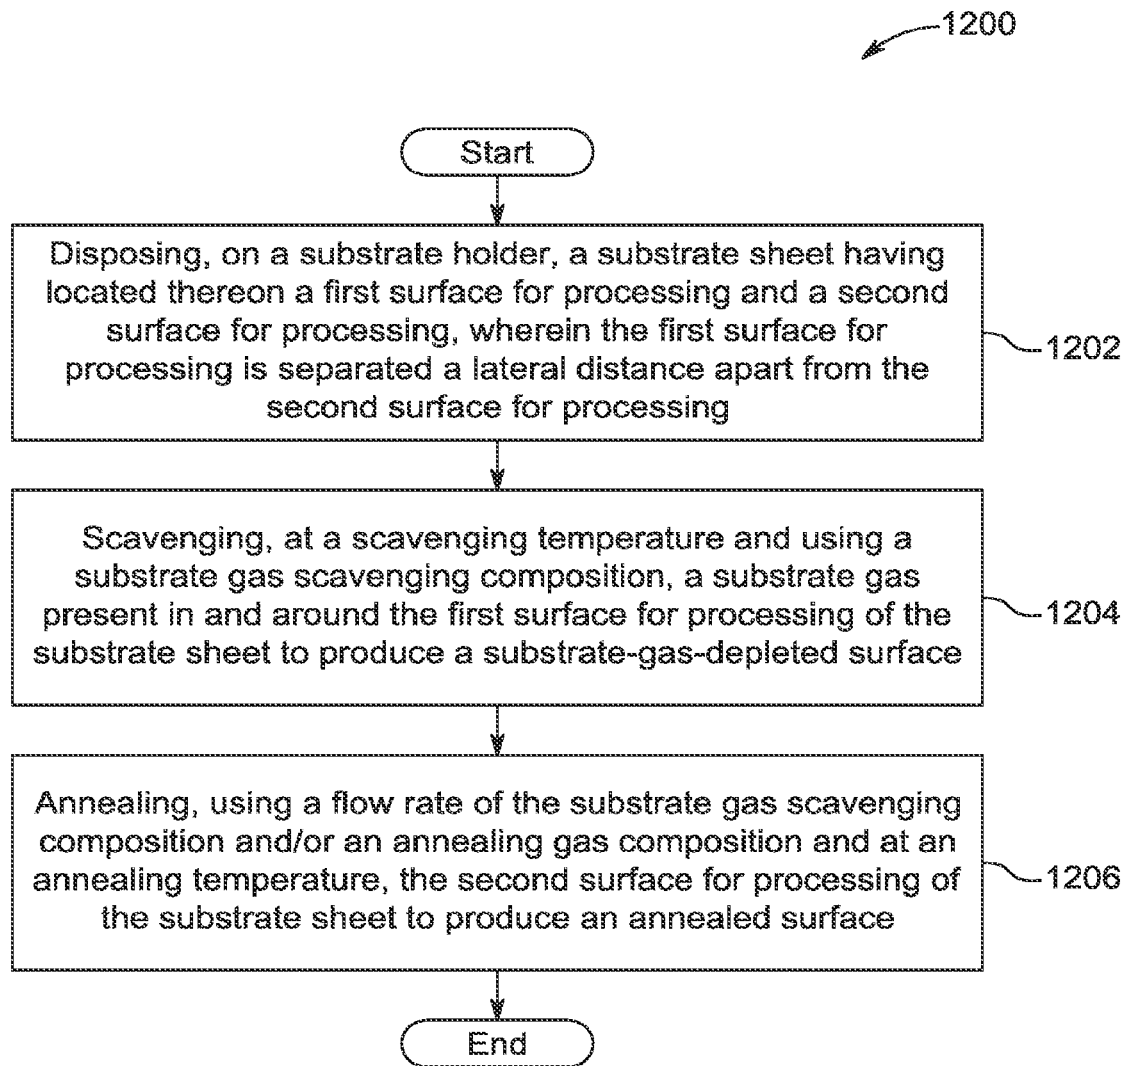 1200
Start
Disposing, on a substrate holder, a substrate sheet having
located thereon a first surface for processing and a second
surface for processing, wherein the first surface for
processing is separated a lateral distance apart from the
second surface for processing
1202
Scavenging, at a scavenging temperature and using a
substrate gas scavenging composition, a substrate gas
present in and around the first surface for processing of the
substrate sheet to produce a substrate-gas-depleted surface
1204
Annealing, using a flow rate of the substrate gas scavenging
composition and/or an annealing gas composition and at an
annealing temperature, the second surface for processing of
the substrate sheet to produce an annealed surface
1206
End